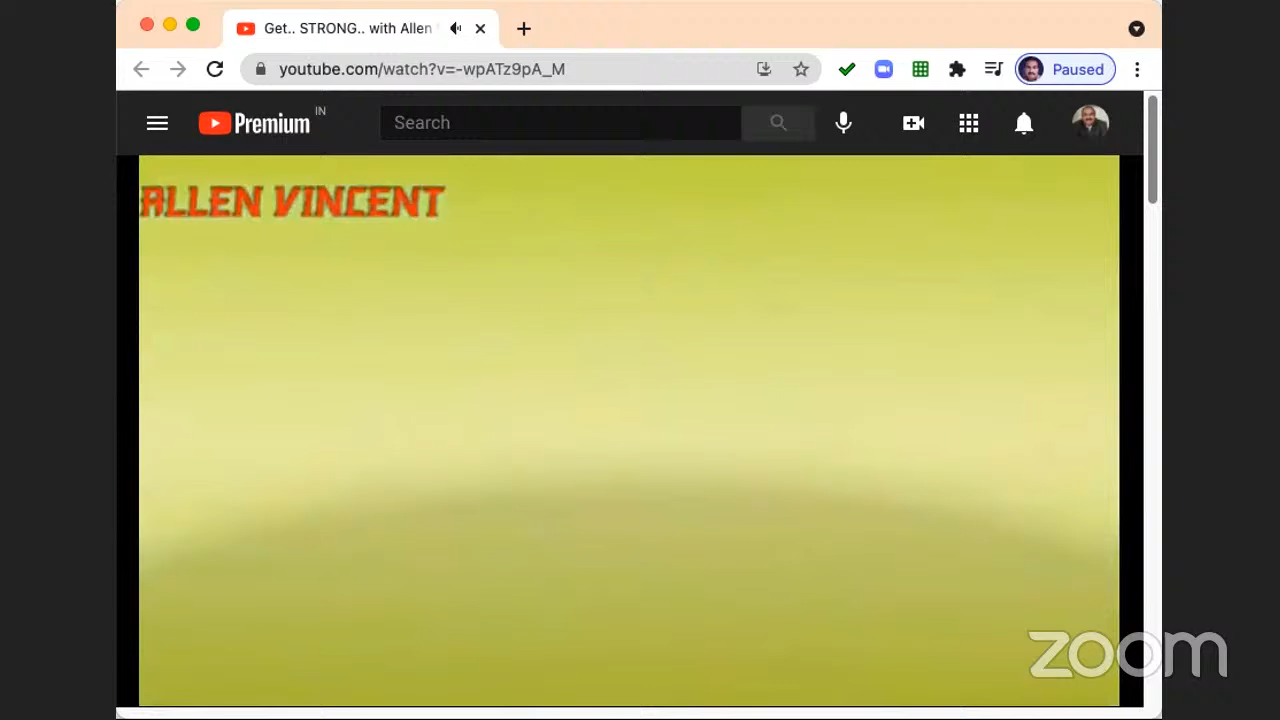 Get.. STRONG.. with Allen
youtube.com/watch?v=-wpATz9pA_M
Paused
Premium IN
Search
ALLEN VINCENT
zoom